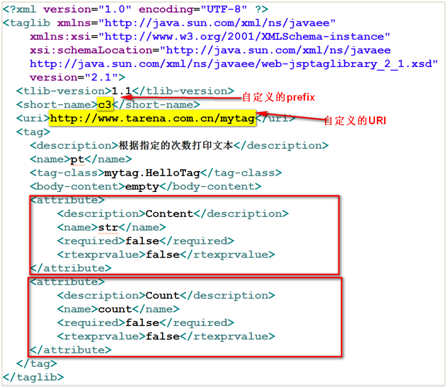 <?xml version="1.0" encoding="UTF-8" ?>
<taglib xmlns="http://java.sun.com/xml/ns/javaee"
xmlns:xsi="http://www.w3.org/2001/XMLSchema-instance"
xsi:schemaLocation="http://java.sun.com/xml/ns/javaee
http://java.sun.com/xml/ns/javaee/web-jsptaglibrary_2_1.xsd"
version="2.1">
<tlib-version>1.1</tlib-version>
自定义的prefix
<short-name>c3</short-name>
<uri>http://www.tarena.com.cn/mytag</uri>
自定义的URI
<tag>
<description>根据指定的次数打印文本</description>
<name>pt</name>
<tag-class>mytag.HelloTag</tag-class>
<body-content>empty</body-content>
<attribute>
<description>Content</description>
<name>str</name>
<required>false</required>
<rtexprvalue>false</rtexprvalue>
</attribute>
<attribute>
<description>Count</description>
<name>count</name>
<required>false</required>
<rtexprvalue>false</rtexprvalue>
</attribute>
</tag>
</taglib>